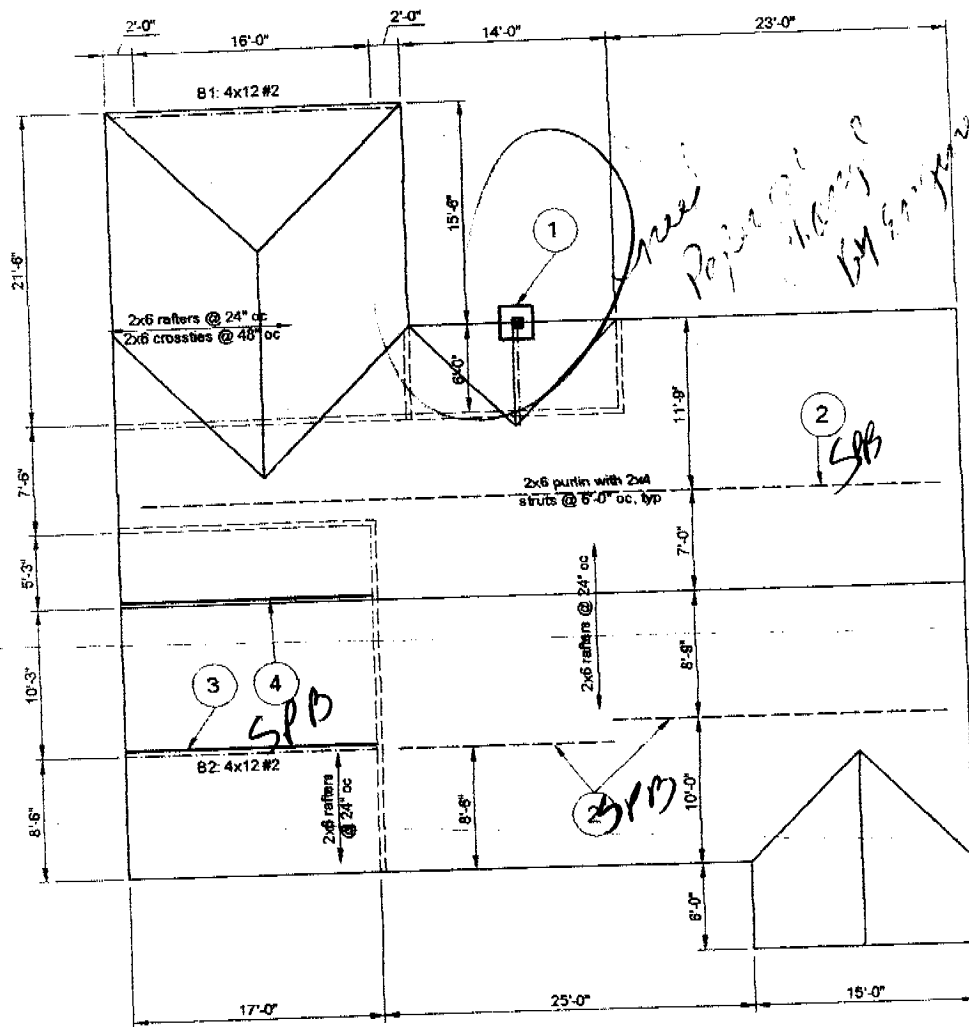 2'-0"
16'-0"
2'-0"
14'-0"
23'-0"
B1: 4x12 #2
21'-6"
15'-6"
1
2x6 rafters @ 24" oc
2x6 crossties @ 48" oc
6'-0"
11'-9"
2
SPB
7'-6"
2x6 purlin with 2x4
struts @ 6'-0" oc, typ
7'-0"
5'-3"
2x6 rafters @ 24" oc
8'-9"
10'-3"
3
4
SPB
B2: 4x12 #2
2x6 rafters
@ 24" oc
8'-6"
8'-6"
2
SPB
10'-0"
6'-0"
17'-0"
25'-0"
15'-0"